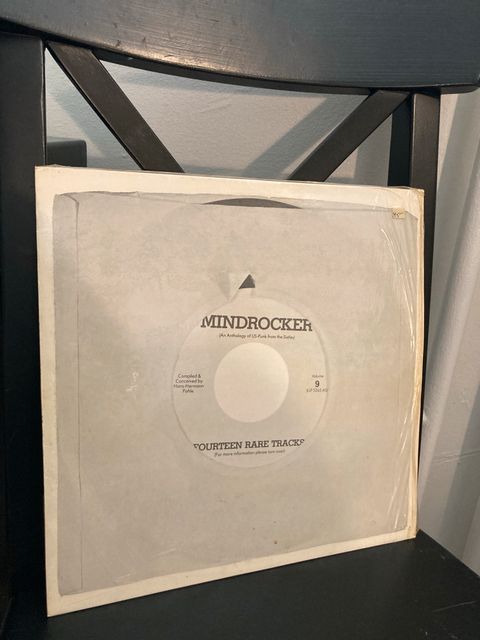 MINDROCKER
(An Anthology of US-Punk from the Sixties)
Compiled &
Conceived by
Hans-Hermann
Pohle
Volume
9
FOURTEEN RARE TRACKS
(For more information please turn over)